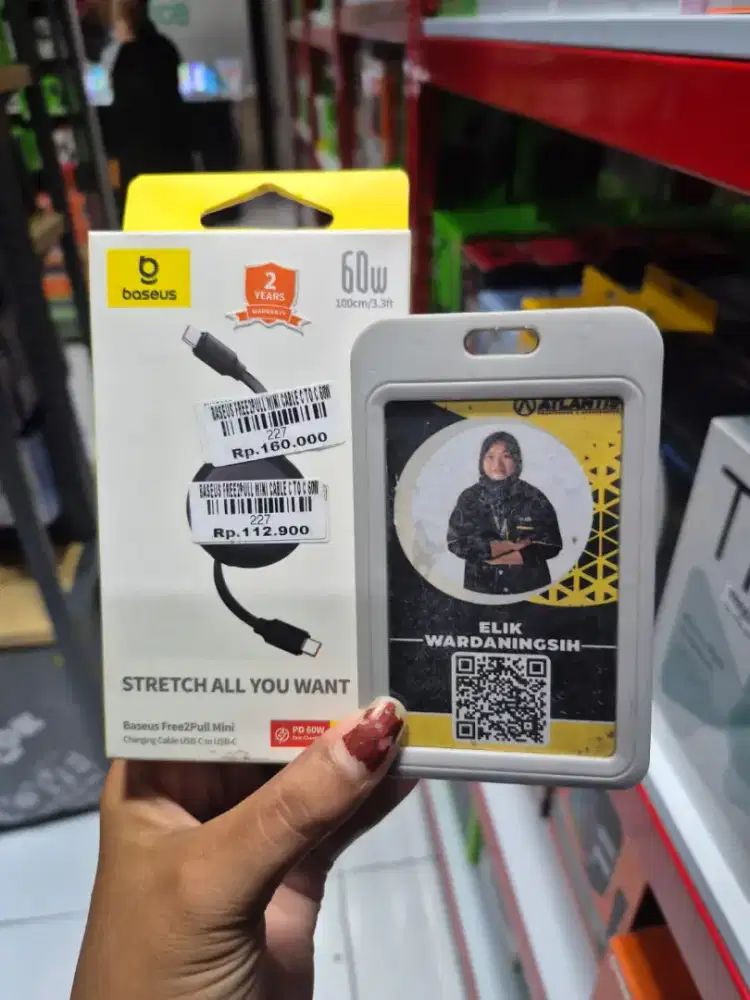 baseus
2
YEARS
WARRANTY
60w
100cm/3.3ft
BASEUS FREE2PULL MINI CABLE C TO C 60W
227
Rp.160.000
BASEUS FREE2PULL MINI CABLE C TO C 60W
227
Rp.112.900
STRETCH ALL YOU WANT
Baseus Free2Pull Mini
Charging Cable USB-C to USB-C
PD 60W
ATLANTIS
ELIK
WARDANINGSIH